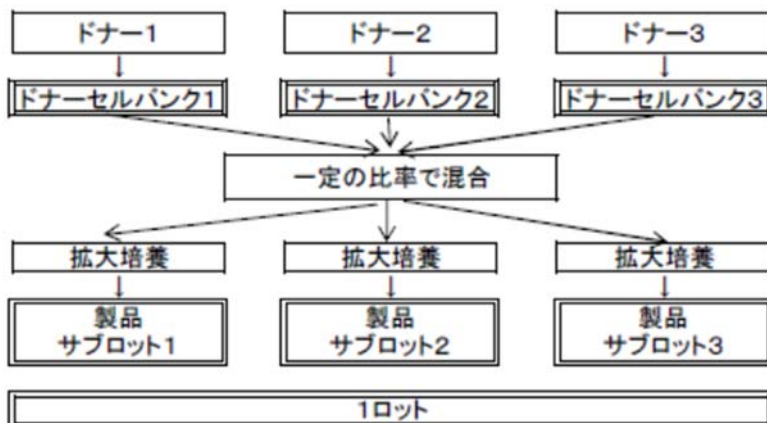 ドナー1
ドナー2
ドナー3
ドナーセルバンク1
ドナーセルバンク2
ドナーセルバンク3
一定の比率で混合
拡大培養
拡大培養
拡大培養
製品
サブロット1
製品
サブロット2
製品
サブロット3
1ロット